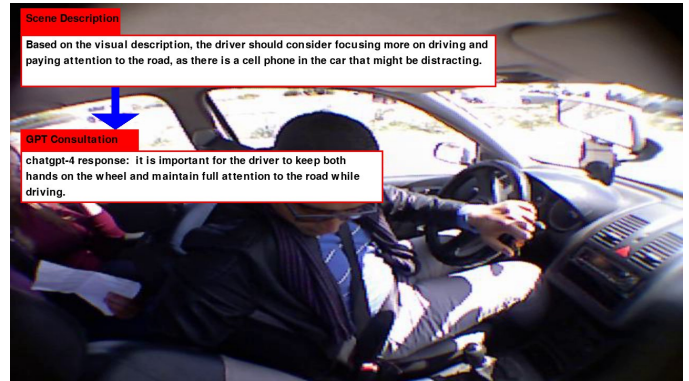 Scene Description
Based on the visual description, the driver should consider focusing more on driving and
paying attention to the road, as there is a cell phone in the car that might be distracting.
GPT Consultation
chatgpt-4 response: it is important for the driver to keep both
hands on the wheel and maintain full attention to the road while
driving.